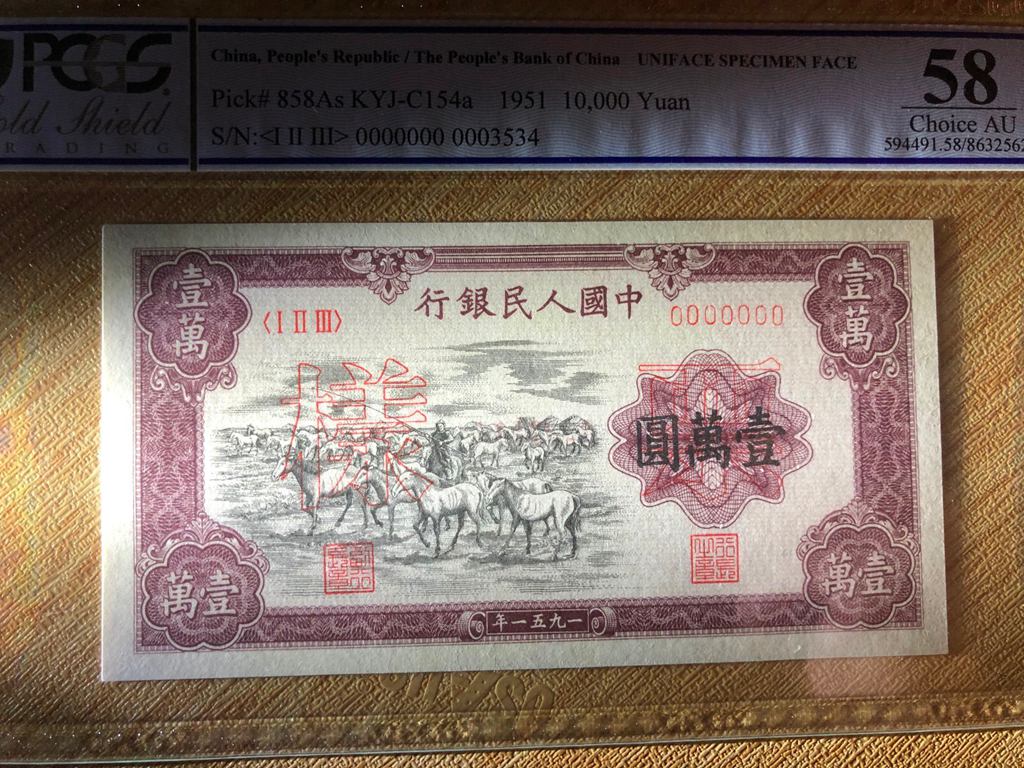 PCGS
Gold Shield
TRADING
China, People's Republic / The People's Bank of China UNIFACE SPECIMEN FACE
Pick# 858As KYJ-C154a 1951 10,000 Yuan
S/N:<I II III> 0000000 0003534
58
Choice AU
594491.58/8632562
壹萬
壹萬
行銀民人國中
〈I II III〉
0000000
樣
圓萬壹
萬壹
萬壹
年一五九一